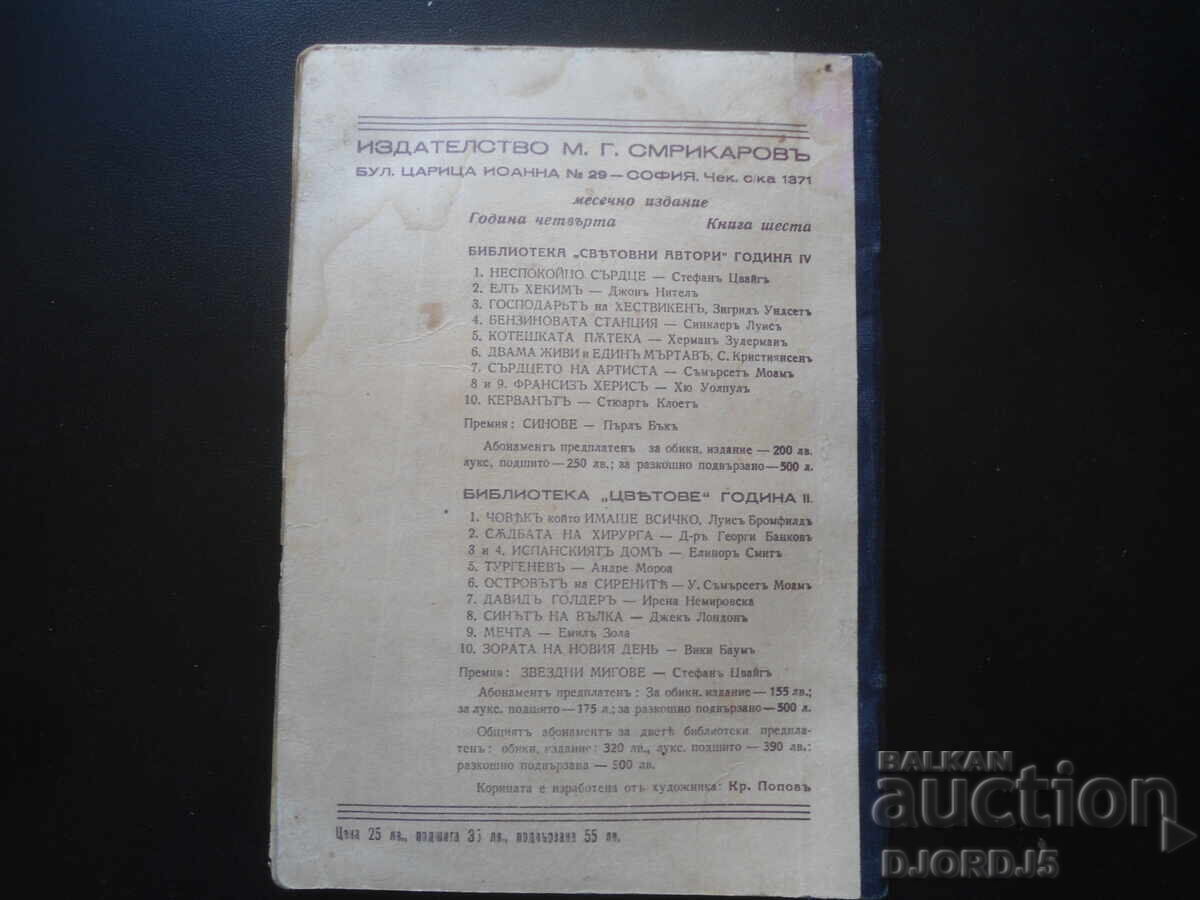 ИЗДАТЕЛСТВО М. Г. СМРИКАРОВЪ
БУЛ. ЦАРИЦА ИОАННА № 29 — СОФИЯ. Чек. с/ка 1371
месечно издание
Година четвърта Книга шеста
БИБЛИОТЕКА „СВѢТОВНИ АВТОРИ" ГОДИНА IV
1. НЕСПОКОЙНО СЪРДЦЕ — Стефанъ Цвайгъ
2. ЕЛЪ ХЕКИМЪ — Джонъ Нителъ
3. ГОСПОДАРЬТЪ на ХЕСТВИКЕНЪ, Зигридъ Ундсетъ
4. БЕНЗИНОВАТА СТАНЦИЯ — Синклеръ Луисъ
5. КОТЕШКАТА ПѪТЕКА — Херманъ Зудерманъ
6. ДВАМА ЖИВИ и ЕДИНЪ МЪРТАВЪ, С. Кристиянсенъ
7. СЪРДЦЕТО НА АРТИСТА — Съмърсетъ Моамъ
8 и 9. ФРАНСИЗЪ ХЕРИСЪ — Хю Уолпулъ
10. КЕРВАНЪТЪ — Стюартъ Клоетъ
Премия: СИНОВЕ — Пърлъ Бъкъ
Абонаментъ предплатенъ за обикн. издание — 200 лв.
лукс. подшито — 250 лв.; за разкошно подвързано — 500 л.
БИБЛИОТЕКА „ЦВѢТОВЕ" ГОДИНА II.
1. ЧОВѢКЪ който ИМАШЕ ВСИЧКО, Луисъ Бромфилдъ
2. СѪДБАТА НА ХИРУРГА — Д-ръ Георги Банковъ
3 и 4. ИСПАНСКИЯТЪ ДОМЪ — Елиноръ Смитъ
5. ТУРГЕНЕВЪ — Андре Мороа
6. ОСТРОВЪТЪ на СИРЕНИТѢ — У. Съмърсетъ Моамъ
7. ДАВИДЪ ГОЛДЕРЪ — Ирена Немировска
8. СИНЪТЪ НА ВЪЛКА — Джекъ Лондонъ
9. МЕЧТА — Емилъ Зола
10. ЗОРАТА НА НОВИЯ ДЕНЬ — Вики Баумъ
Премия: ЗВЕЗДНИ МИГОВЕ — Стефанъ Цвайгъ
Абонаментъ предплатенъ: За обикн. издание — 155 лв.;
за лукс. подшито — 175 л.; за разкошно подвързано — 500 л.
Общиятъ абонаментъ за дветѣ библиотеки предпла-
тенъ: обикн. издание: 320 лв., лукс. подшито — 390 лв.:
разкошно подвързава — 900 лв.
Корицата е изработена отъ художника: Кр. Поповъ
Цена 25 лв., подшита 35 лв., подвързана 55 лв.
BALKAN
auction
DJORDJ5